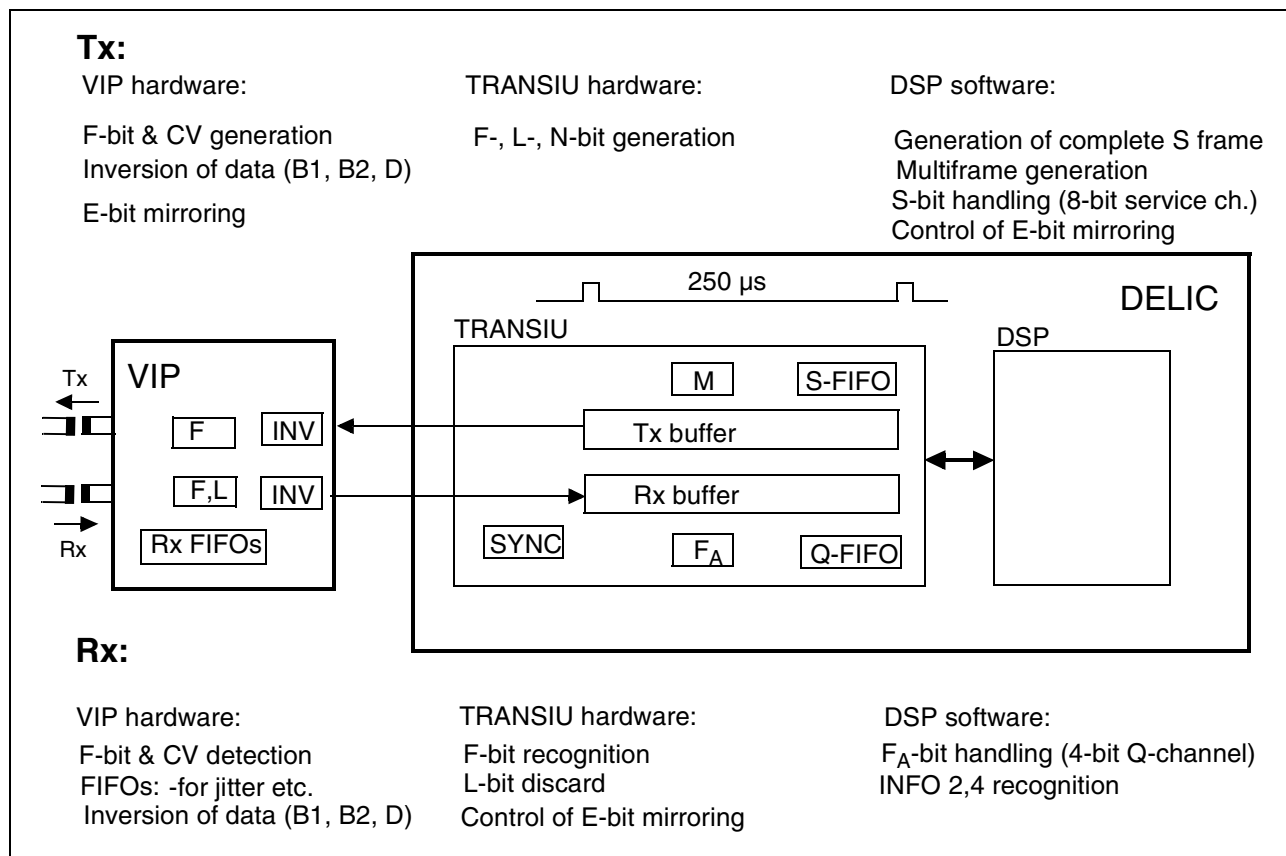 Tx:
VIP hardware:
F-bit & CV generation
Inversion of data (B1, B2, D)
E-bit mirroring
TRANSIU hardware:
F-, L-, N-bit generation
DSP software:
Generation of complete S frame
Multiframe generation
S-bit handling (8-bit service ch.)
Control of E-bit mirroring
250 µs
DELIC
TRANSIU
DSP
VIP
Tx
M
S-FIFO
F
INV
Tx buffer
F,L
INV
Rx buffer
Rx
Rx FIFOs
SYNC
FA
Q-FIFO
Rx:
VIP hardware:
F-bit & CV detection
FIFOs: -for jitter etc.
Inversion of data (B1, B2, D)
TRANSIU hardware:
F-bit recognition
L-bit discard
Control of E-bit mirroring
DSP software:
FA-bit handling (4-bit Q-channel)
INFO 2,4 recognition